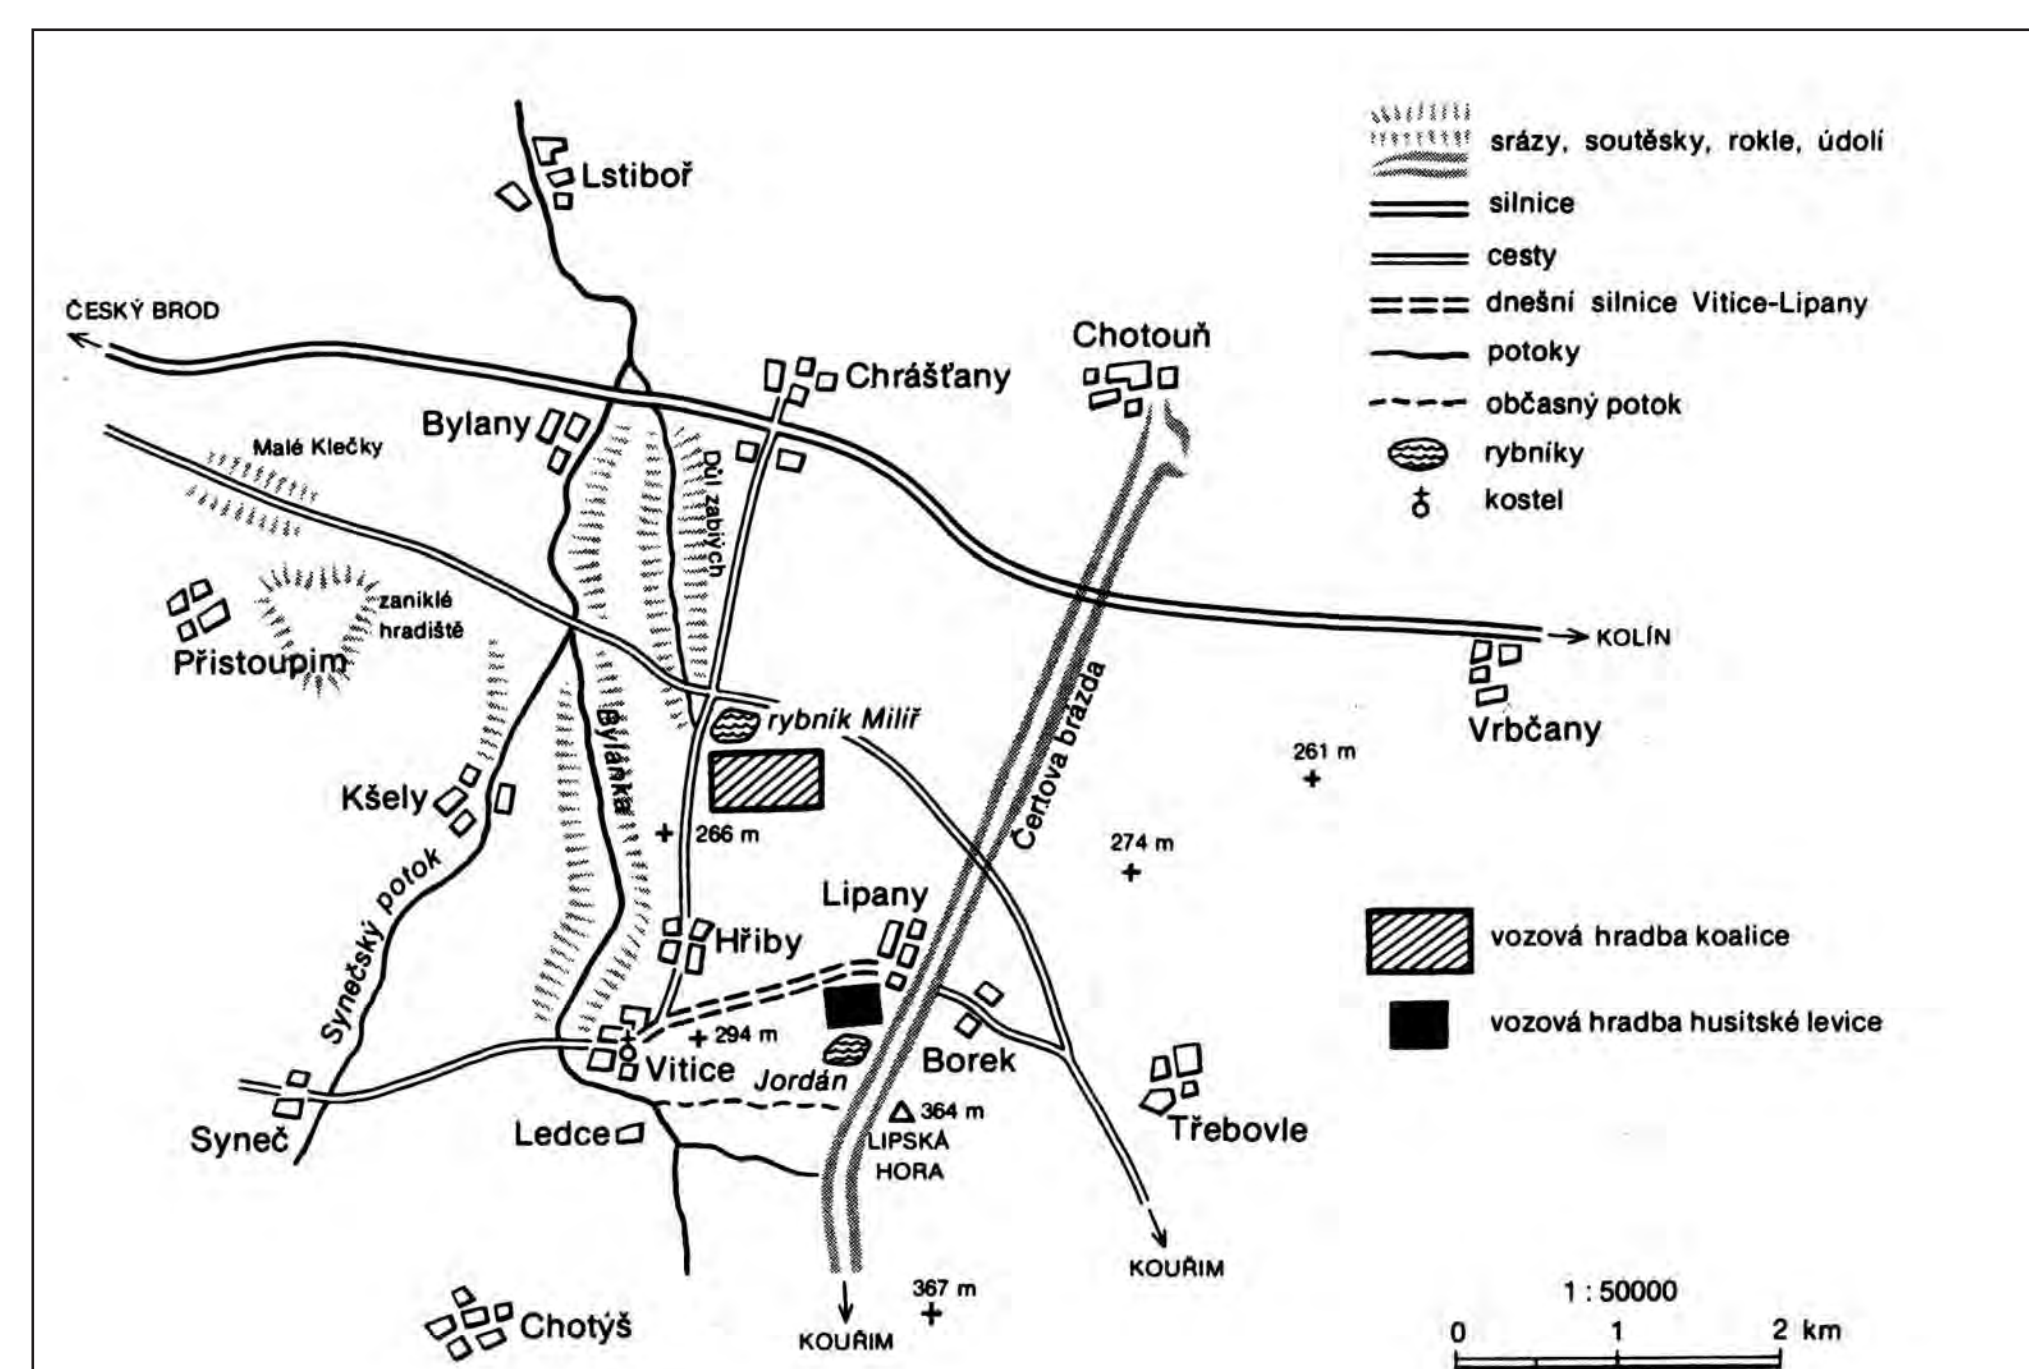 Lstiboř
ČESKÝ BROD
Chotouň
Chrášťany
Bylany
Malé Klečky
Důl zabitých
zaniklé
hradiště
Přistoupim
KOLÍN
Vrbčany
rybník Milíř
Bylanka
Čertova brázda
261 m
Kšely
266 m
274 m
Synečský potok
Lipany
Hřiby
294 m
Vitice
Jordán
Borek
364 m
LIPSKÁ
HORA
Třebovle
Syneč
Ledce
KOUŘIM
367 m
KOUŘIM
Chotýš
srázy, soutěsky, rokle, údolí
silnice
cesty
dnešní silnice Vitice-Lipany
potoky
občasný potok
rybníky
kostel
vozová hradba koalice
vozová hradba husitské levice
1 : 50000
0 1 2 km